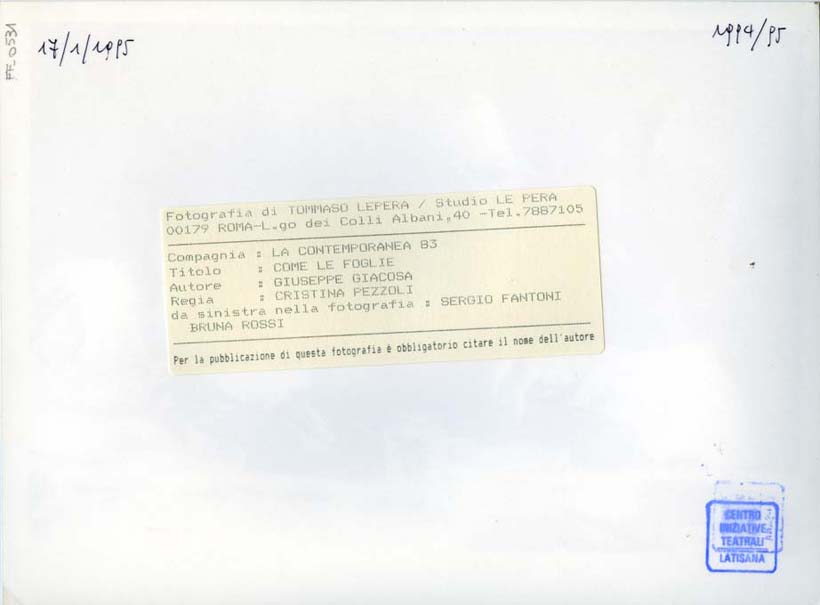 FF_0531
17/1/1995
1994/95
Fotografia di TOMMASO LEPERA / Studio LE PERA
00179 ROMA-L.go dei Colli Albani,40 -Tel.7887105
Compagnia : LA CONTEMPORANEA 83
Titolo : COME LE FOGLIE
Autore : GIUSEPPE GIACOSA
Regia : CRISTINA PEZZOLI
da sinistra nella fotografia : SERGIO FANTONI
BRUNA ROSSI
Per la pubblicazione di questa fotografia è obbligatorio citare il nome dell'autore
CENTRO
INIZIATIVE
TEATRALI
LATISANA